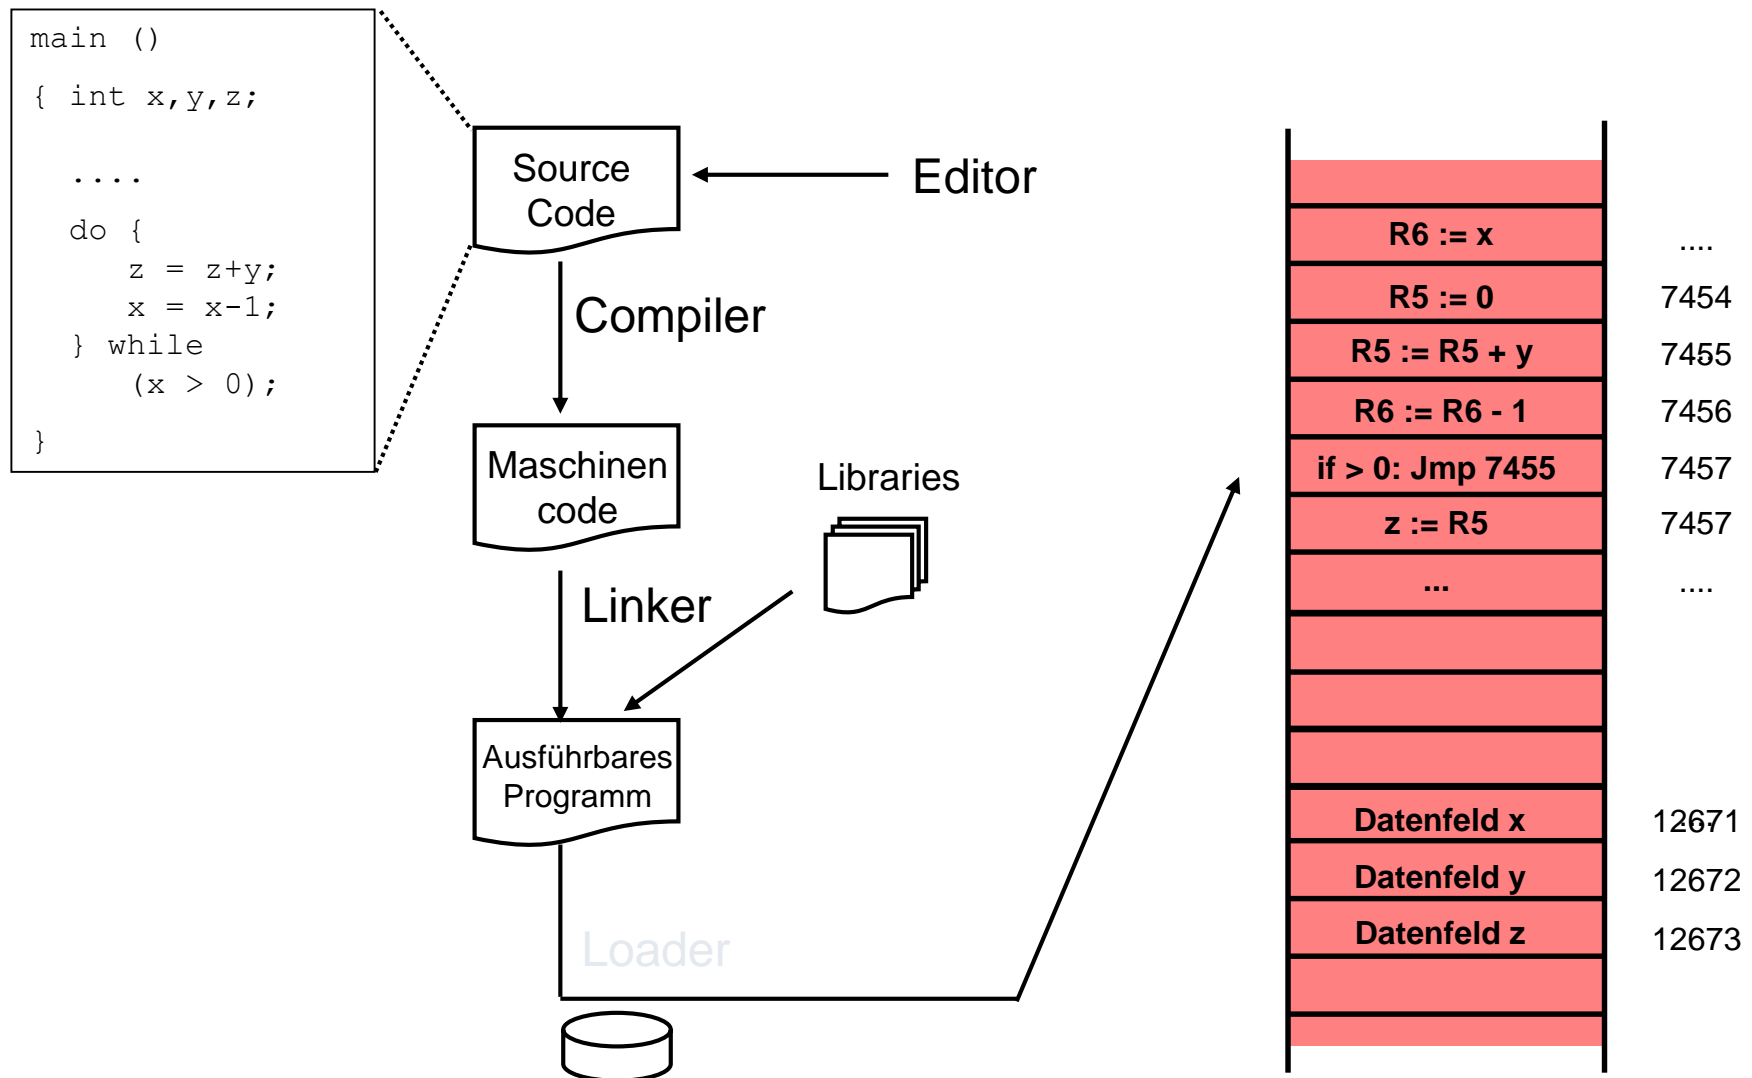 main ()
{ int x,y,z;
....
do {
z = z+y;
x = x-1;
} while
(x > 0);
}
Source
Code
Editor
Compiler
Maschinen
code
Libraries
Linker
Ausführbares
Programm
Loader
R6 := x ....
R5 := 0 7454
R5 := R5 + y 7455
R6 := R6 - 1 7456
if > 0: Jmp 7455 7457
z := R5 7457
... ....
Datenfeld x 12671
Datenfeld y 12672
Datenfeld z 12673